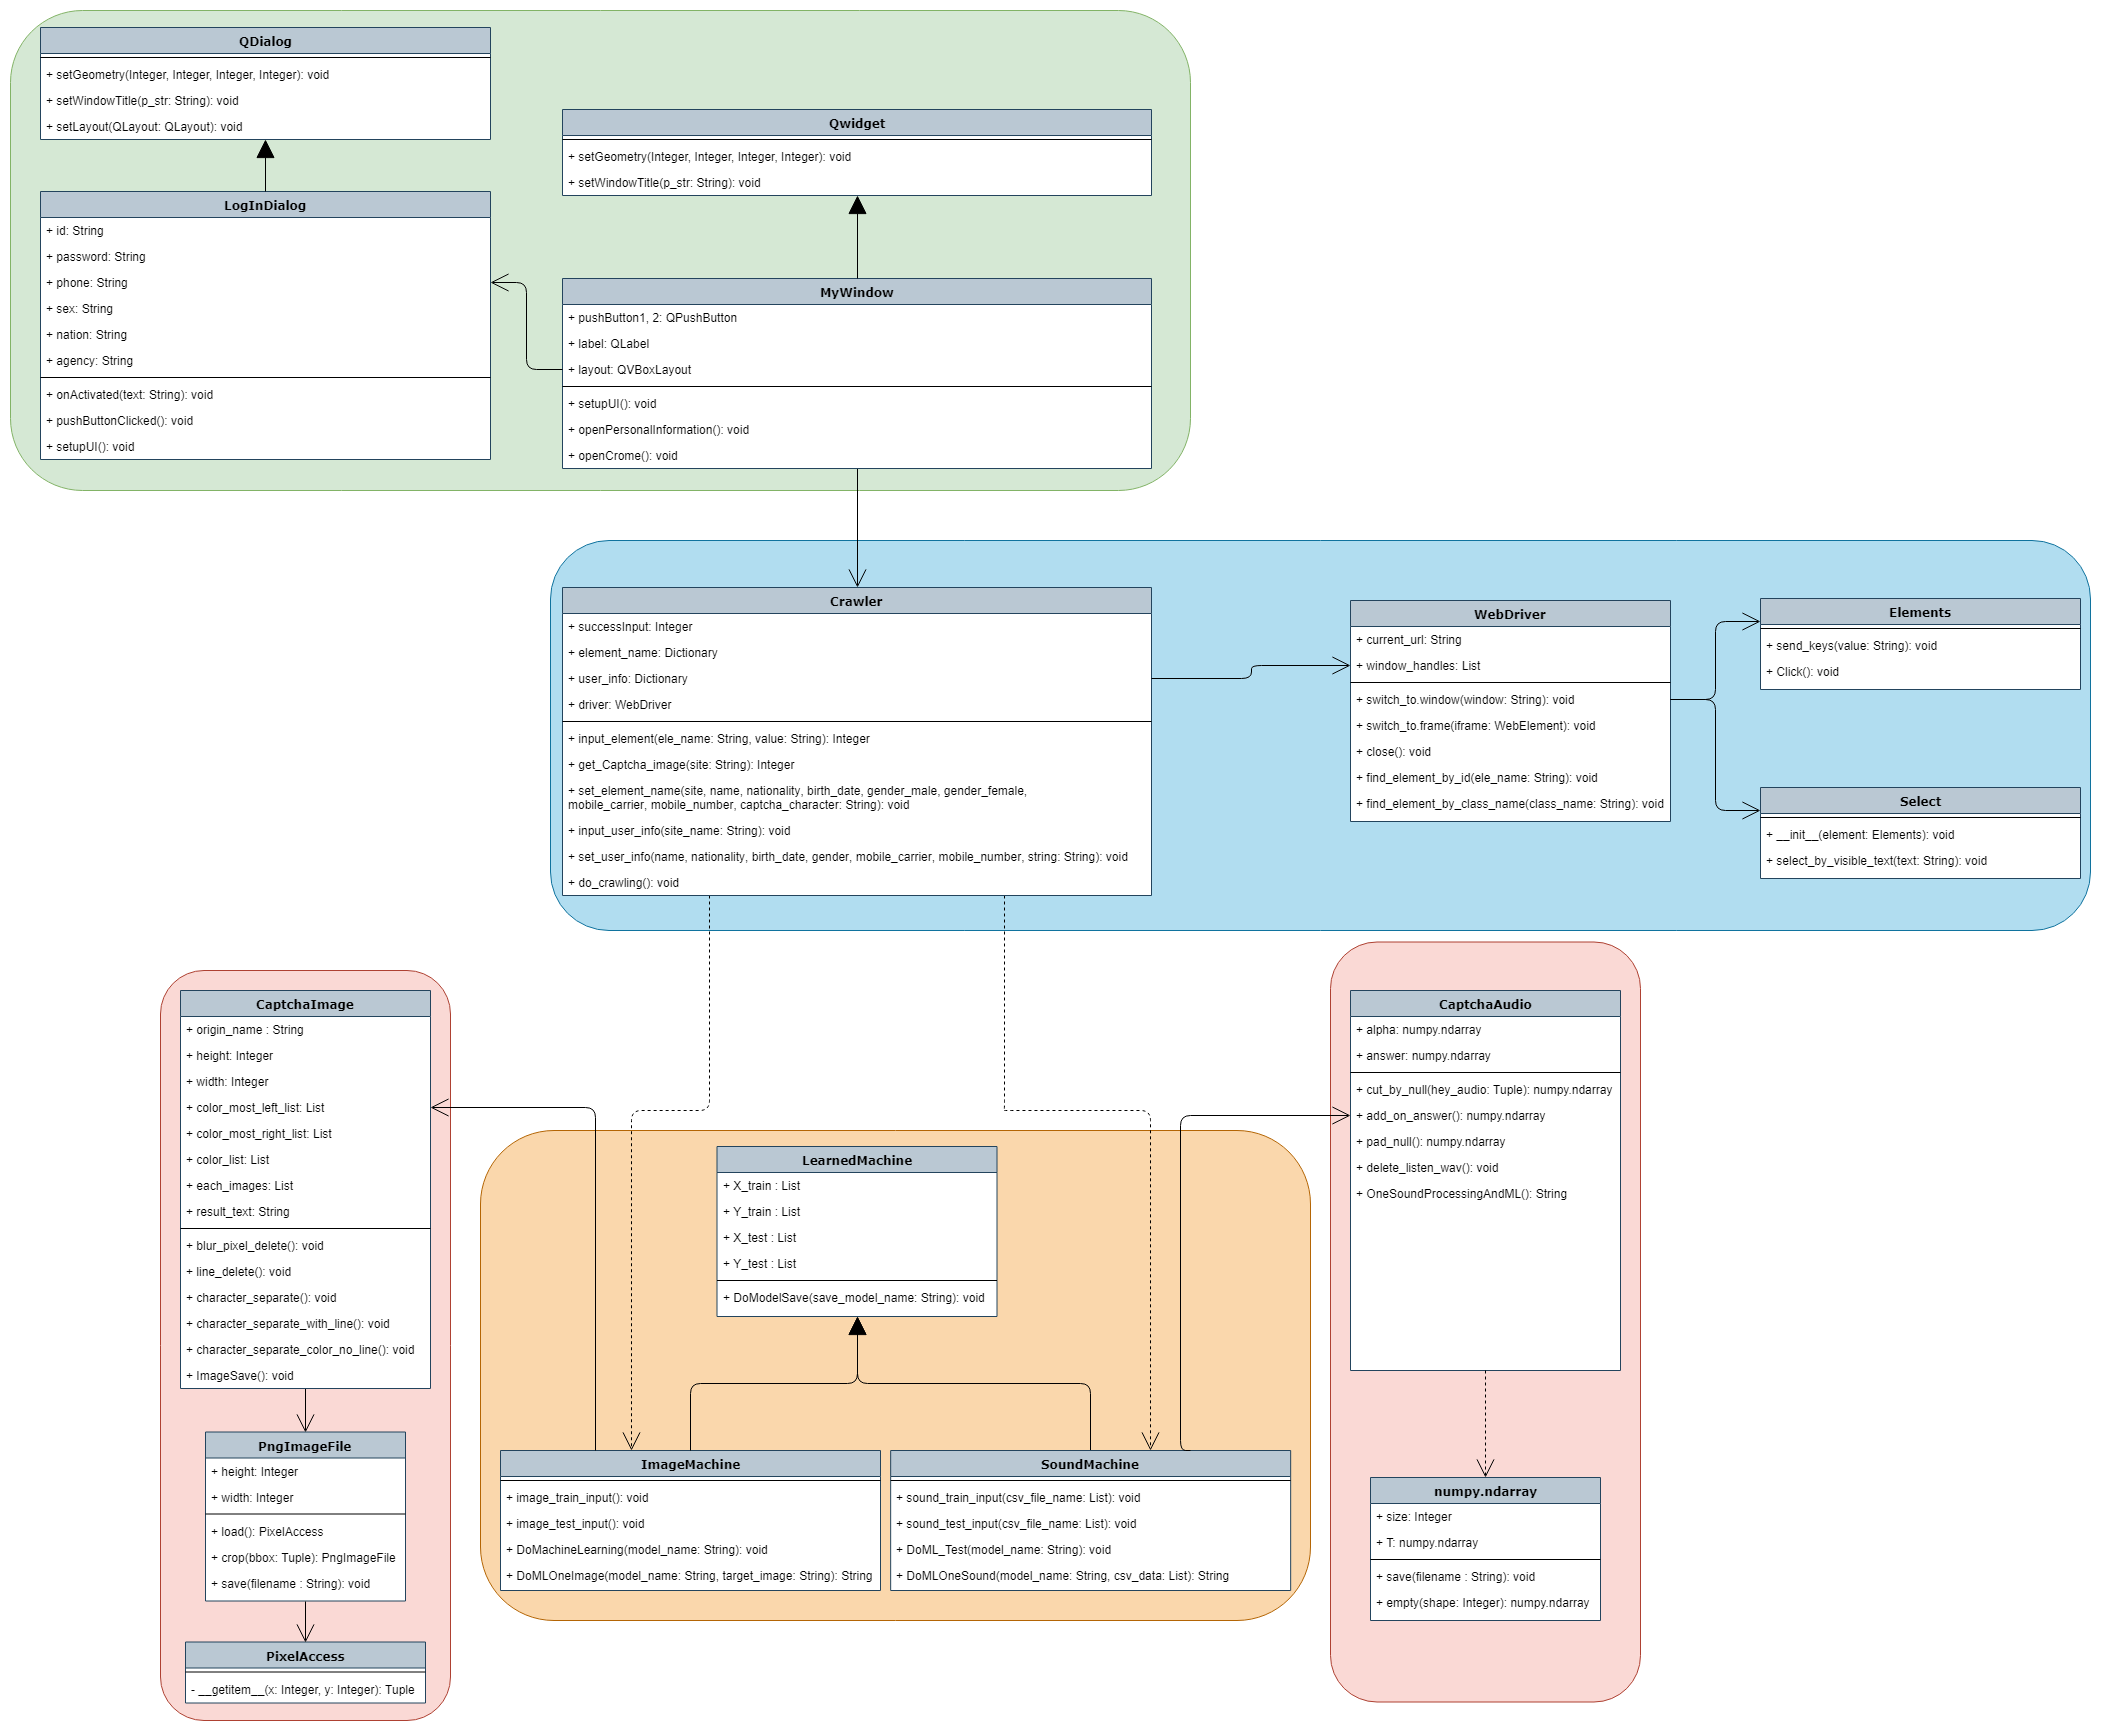 QDialog
+ setGeometry(Integer, Integer, Integer, Integer): void
+ setWindowTitle(p_str: String): void
+ setLayout(QLayout: QLayout): void
Qwidget
+ setGeometry(Integer, Integer, Integer, Integer): void
+ setWindowTitle(p_str: String): void
LogInDialog
+ id: String
+ password: String
+ phone: String
+ sex: String
+ nation: String
+ agency: String
+ onActivated(text: String): void
+ pushButtonClicked(): void
+ setupUI(): void
MyWindow
+ pushButton1, 2: QPushButton
+ label: QLabel
+ layout: QVBoxLayout
+ setupUI(): void
+ openPersonalInformation(): void
+ openCrome(): void
Crawler
+ successInput: Integer
+ element_name: Dictionary
+ user_info: Dictionary
+ driver: WebDriver
+ input_element(ele_name: String, value: String): Integer
+ get_Captcha_image(site: String): Integer
+ set_element_name(site, name, nationality, birth_date, gender_male, gender_female,
mobile_carrier, mobile_number, captcha_character: String): void
+ input_user_info(site_name: String): void
+ set_user_info(name, nationality, birth_date, gender, mobile_carrier, mobile_number, string: String): void
+ do_crawling(): void
WebDriver
+ current_url: String
+ window_handles: List
+ switch_to.window(window: String): void
+ switch_to.frame(iframe: WebElement): void
+ close(): void
+ find_element_by_id(ele_name: String): void
+ find_element_by_class_name(class_name: String): void
Elements
+ send_keys(value: String): void
+ Click(): void
Select
+ __init__(element: Elements): void
+ select_by_visible_text(text: String): void
CaptchaImage
+ origin_name : String
+ height: Integer
+ width: Integer
+ color_most_left_list: List
+ color_most_right_list: List
+ color_list: List
+ each_images: List
+ result_text: String
+ blur_pixel_delete(): void
+ line_delete(): void
+ character_separate(): void
+ character_separate_with_line(): void
+ character_separate_color_no_line(): void
+ ImageSave(): void
PngImageFile
+ height: Integer
+ width: Integer
+ load(): PixelAccess
+ crop(bbox: Tuple): PngImageFile
+ save(filename : String): void
PixelAccess
- __getitem__(x: Integer, y: Integer): Tuple
LearnedMachine
+ X_train : List
+ Y_train : List
+ X_test : List
+ Y_test : List
+ DoModelSave(save_model_name: String): void
ImageMachine
+ image_train_input(): void
+ image_test_input(): void
+ DoMachineLearning(model_name: String): void
+ DoMLOneImage(model_name: String, target_image: String): String
SoundMachine
+ sound_train_input(csv_file_name: List): void
+ sound_test_input(csv_file_name: List): void
+ DoML_Test(model_name: String): void
+ DoMLOneSound(model_name: String, csv_data: List): String
CaptchaAudio
+ alpha: numpy.ndarray
+ answer: numpy.ndarray
+ cut_by_null(hey_audio: Tuple): numpy.ndarray
+ add_on_answer(): numpy.ndarray
+ pad_null(): numpy.ndarray
+ delete_listen_wav(): void
+ OneSoundProcessingAndML(): String
numpy.ndarray
+ size: Integer
+ T: numpy.ndarray
+ save(filename : String): void
+ empty(shape: Integer): numpy.ndarray